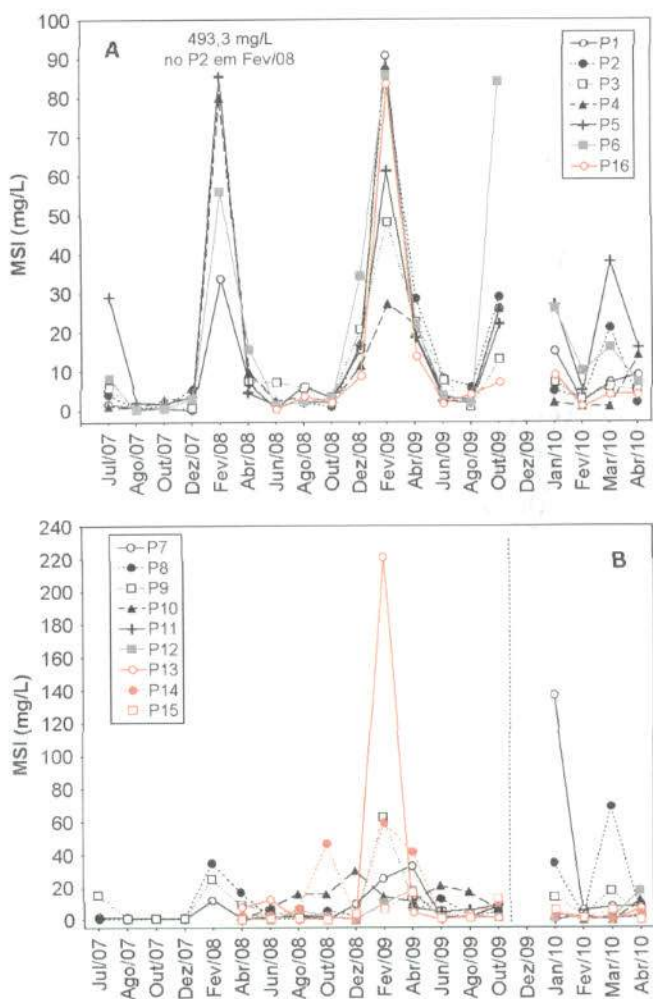 100
90
80
70
60
50
40
30
20
10
0
MSI (mg/L)
A
493,3 mg/L
no P2 em Fev/08
P1
P2
P3
P4
P5
P6
P16
Jul/07
Ago/07
Out/07
Dez/07
Fev/08
Abr/08
Jun/08
Ago/08
Out/08
Dez/08
Fev/09
Abr/09
Jun/09
Ago/09
Out/09
Dez/09
Jan/10
Fev/10
Mar/10
Abr/10
240
220
200
180
160
140
120
100
80
60
40
20
0
MSI (mg/L)
P7
P8
P9
P10
P11
P12
P13
P14
P15
B
Jul/07
Ago/07
Out/07
Dez/07
Fev/08
Abr/08
Jun/08
Ago/08
Out/08
Dez/08
Fev/09
Abr/09
Jun/09
Ago/09
Out/09
Dez/09
Jan/10
Fev/10
Mar/10
Abr/10